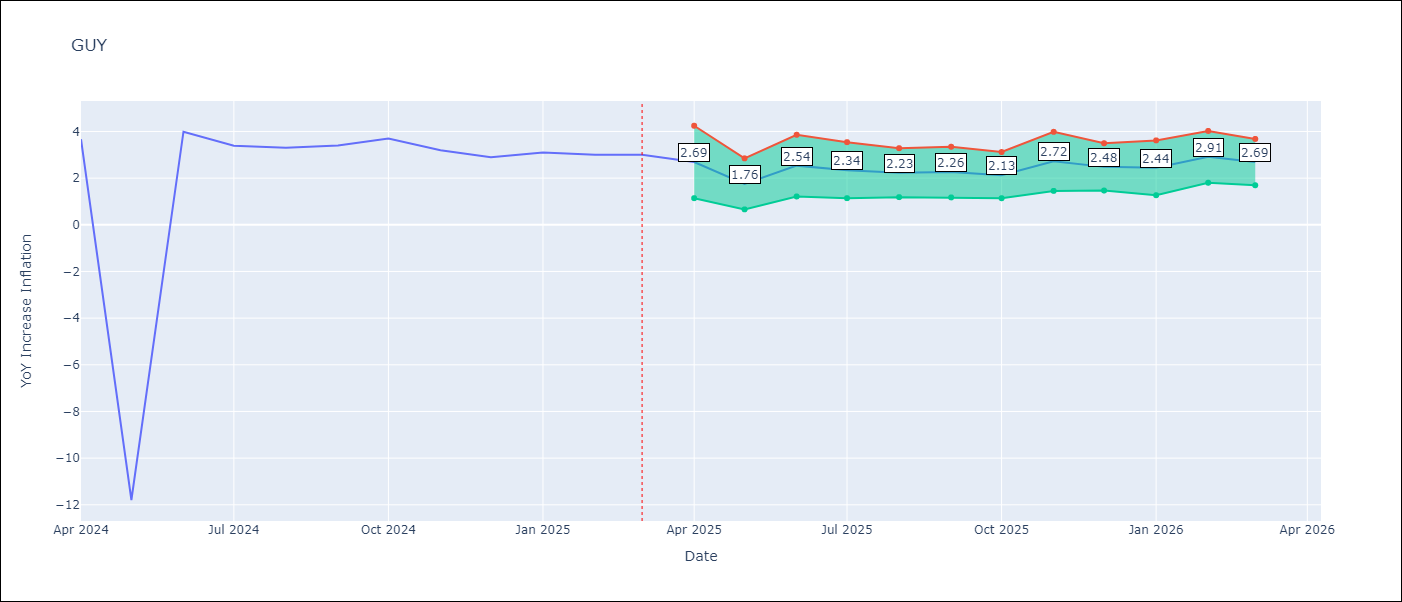 GUY
YoY Increase Inflation
4
2
0
−2
−4
−6
−8
−10
−12
2.69
1.76
2.54
2.34
2.23
2.26
2.13
2.72
2.48
2.44
2.91
2.69
Apr 2024
Jul 2024
Oct 2024
Jan 2025
Apr 2025
Jul 2025
Oct 2025
Jan 2026
Apr 2026
Date